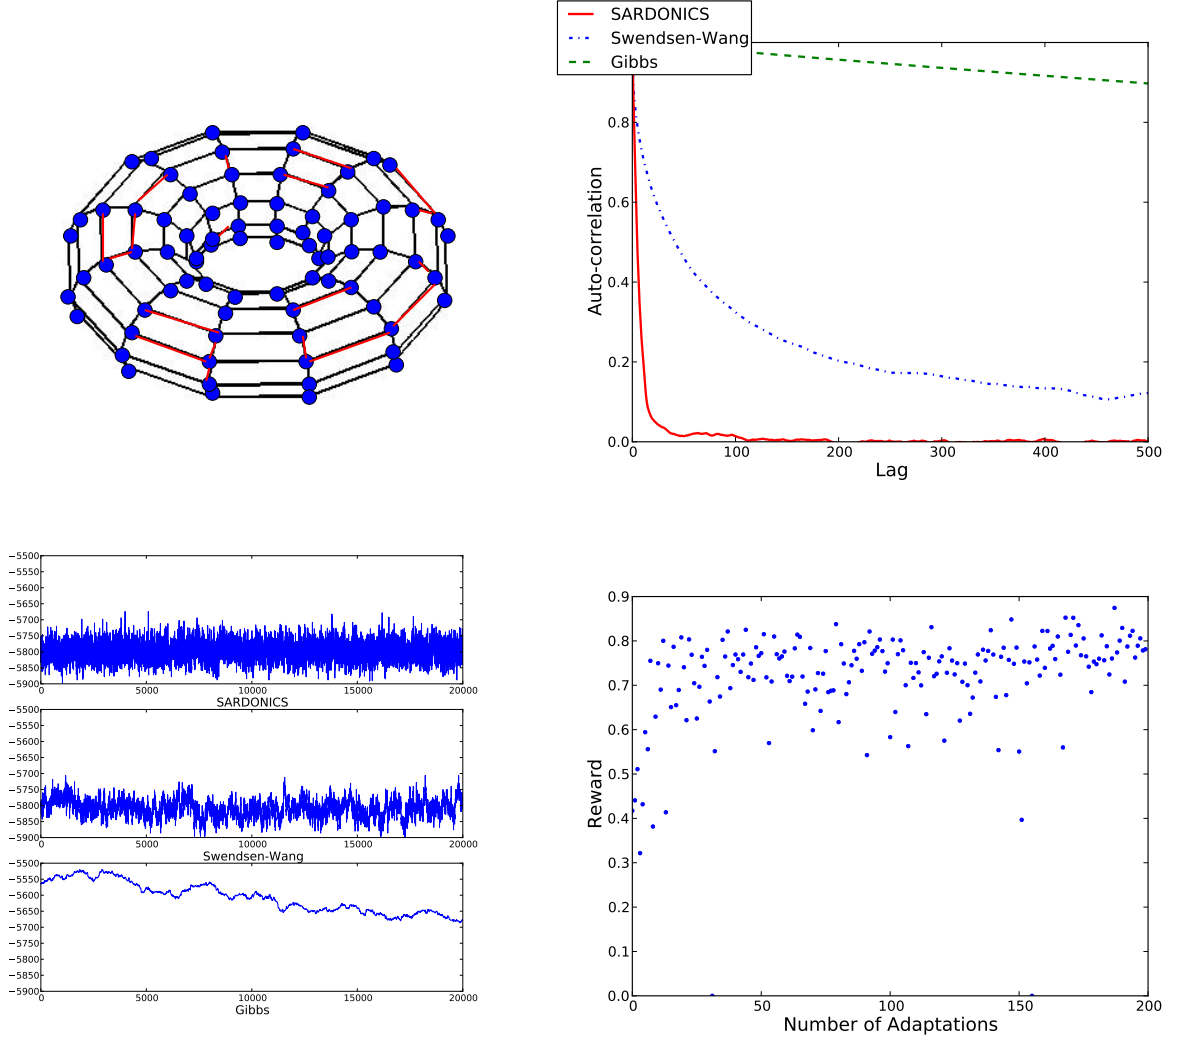 SARDONICS
Swendsen-Wang
Gibbs
0.8
0.6
0.4
0.2
0.0
0 100 200 300 400 500
Auto-correlation
Lag
−5500
−5550
−5600
−5650
−5700
−5750
−5800
−5850
−5900
0 5000 10000 15000 20000
SARDONICS
−5500
−5550
−5600
−5650
−5700
−5750
−5800
−5850
−5900
0 5000 10000 15000 20000
Swendsen-Wang
−5500
−5550
−5600
−5650
−5700
−5750
−5800
−5850
−5900
0 5000 10000 15000 20000
Gibbs
0.9
0.8
0.7
0.6
0.5
0.4
0.3
0.2
0.1
0.0
0 50 100 150 200
Reward
Number of Adaptations